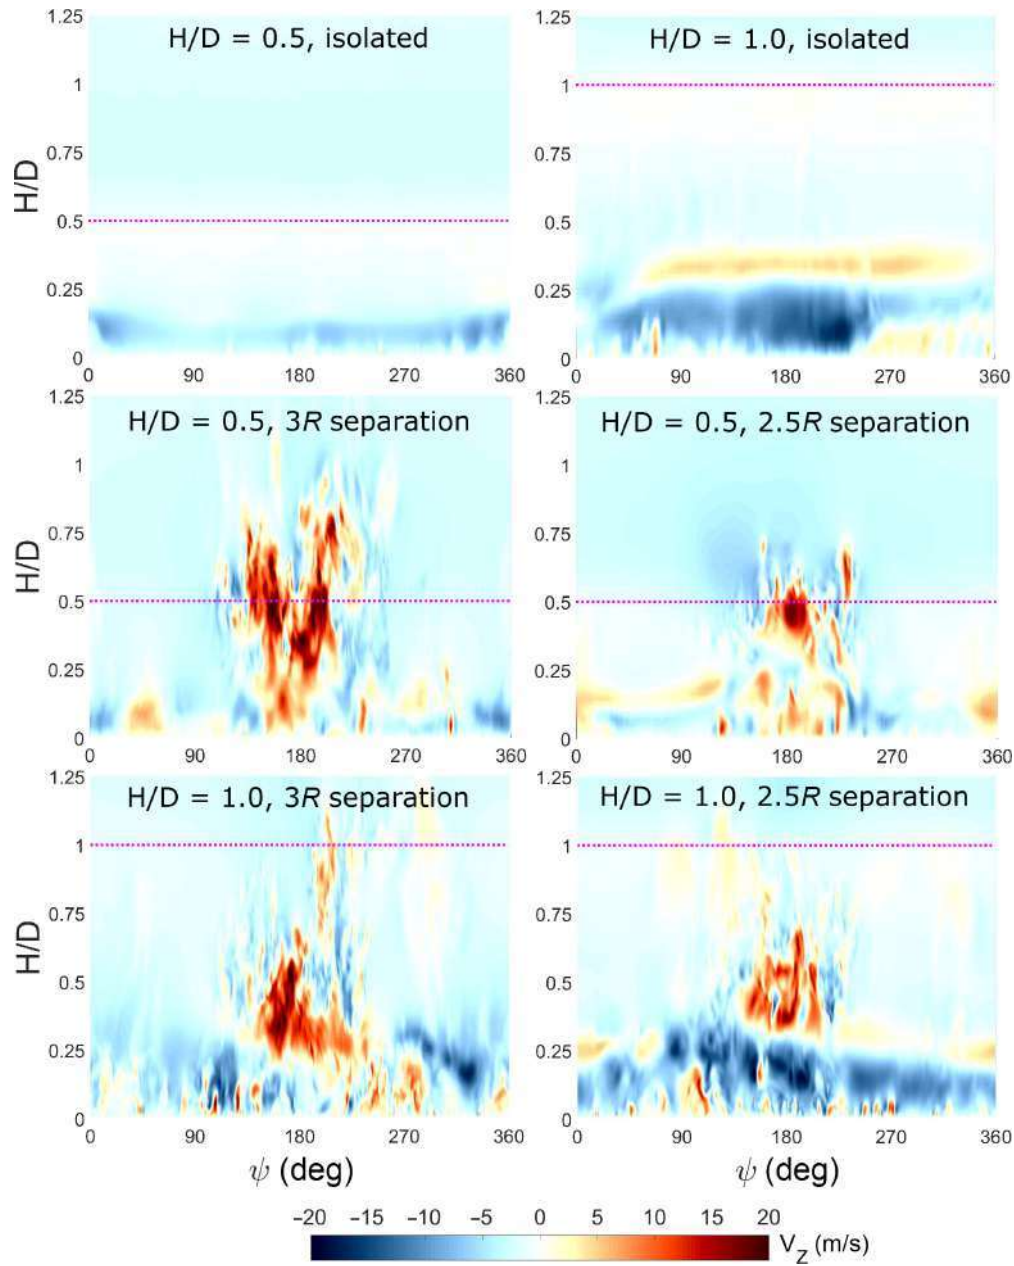 H/D = 0.5, isolated
H/D
1.25
1
0.75
0.5
0.25
0
0 90 180 270 360
H/D = 1.0, isolated
1.25
1
0.75
0.5
0.25
0
0 90 180 270 360
H/D = 0.5, 3R separation
H/D
1.25
1
0.75
0.5
0.25
0
0 90 180 270 360
H/D = 0.5, 2.5R separation
1.25
1
0.75
0.5
0.25
0
0 90 180 270 360
H/D = 1.0, 3R separation
H/D
1.25
1
0.75
0.5
0.25
0
0 90 180 270 360
ψ (deg)
H/D = 1.0, 2.5R separation
1.25
1
0.75
0.5
0.25
0
0 90 180 270 360
ψ (deg)
−20 −15 −10 −5 0 5 10 15 20
V_Z (m/s)